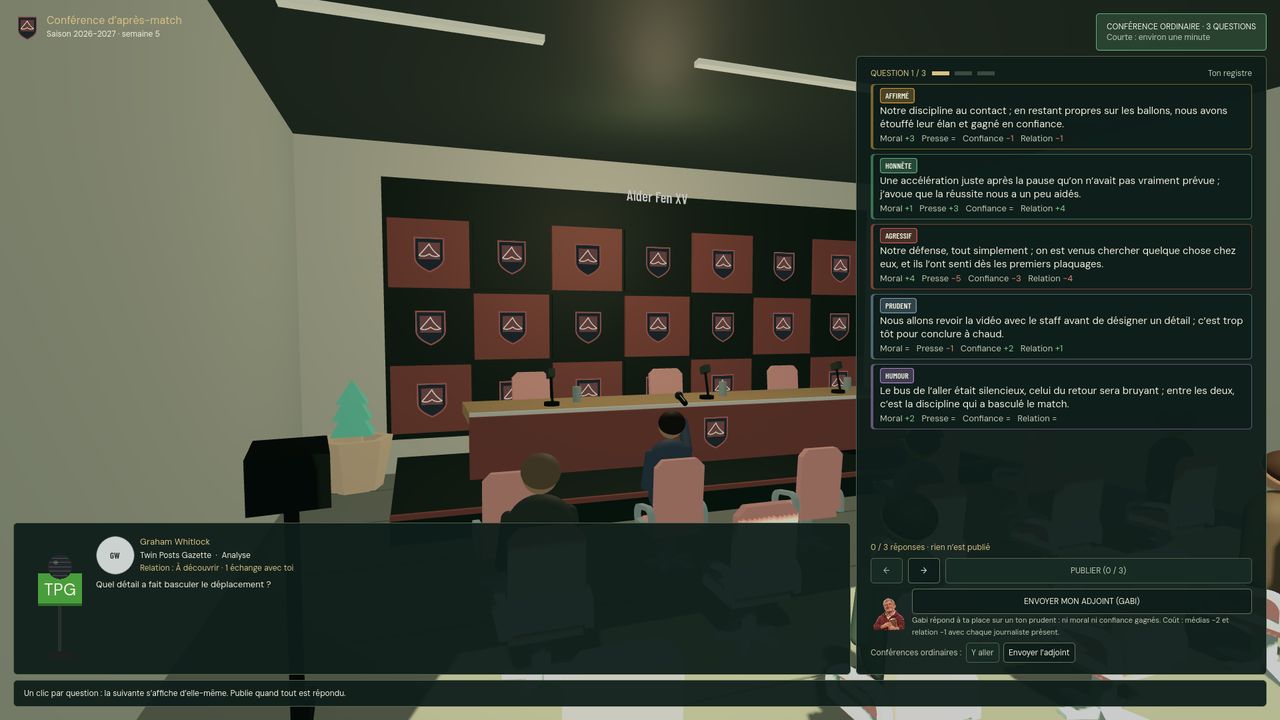 Conférence d'après-match
Saison 2026-2027 · semaine 5
CONFÉRENCE ORDINAIRE · 3 QUESTIONS
Courte : environ une minute
QUESTION 1 / 3
Ton registre
AFFIRMÉ
Notre discipline au contact ; en restant propres sur les ballons, nous avons
étouffé leur élan et gagné en confiance.
Moral +3 Presse = Confiance -1 Relation -1
HONNÊTE
Une accélération juste après la pause qu'on n'avait pas vraiment prévue ;
j'avoue que la réussite nous a un peu aidés.
Moral +1 Presse +3 Confiance = Relation +4
AGRESSIF
Notre défense, tout simplement ; on est venus chercher quelque chose chez
eux, et ils l'ont senti dès les premiers plaquages.
Moral +4 Presse -5 Confiance -3 Relation -4
PRUDENT
Nous allons revoir la vidéo avec le staff avant de désigner un détail ; c'est trop
tôt pour conclure à chaud.
Moral = Presse -1 Confiance +2 Relation +1
HUMOUR
Le bus de l'aller était silencieux, celui du retour sera bruyant ; entre les deux,
c'est la discipline qui a basculé le match.
Moral +2 Presse = Confiance = Relation =
Alder Fen XV
GW
Graham Whitlock
Twin Posts Gazette · Analyse
Relation : À découvrir · 1 échange avec toi
Quel détail a fait basculer le déplacement ?
TPG
0 / 3 réponses · rien n'est publié
← → PUBLIER (0 / 3)
ENVOYER MON ADJOINT (GABI)
Gabi répond à ta place sur un ton prudent : ni moral ni confiance gagnés. Coût : médias -2 et
relation -1 avec chaque journaliste présent.
Conférences ordinaires : Y aller Envoyer l'adjoint
Un clic par question : la suivante s'affiche d'elle-même. Publie quand tout est répondu.